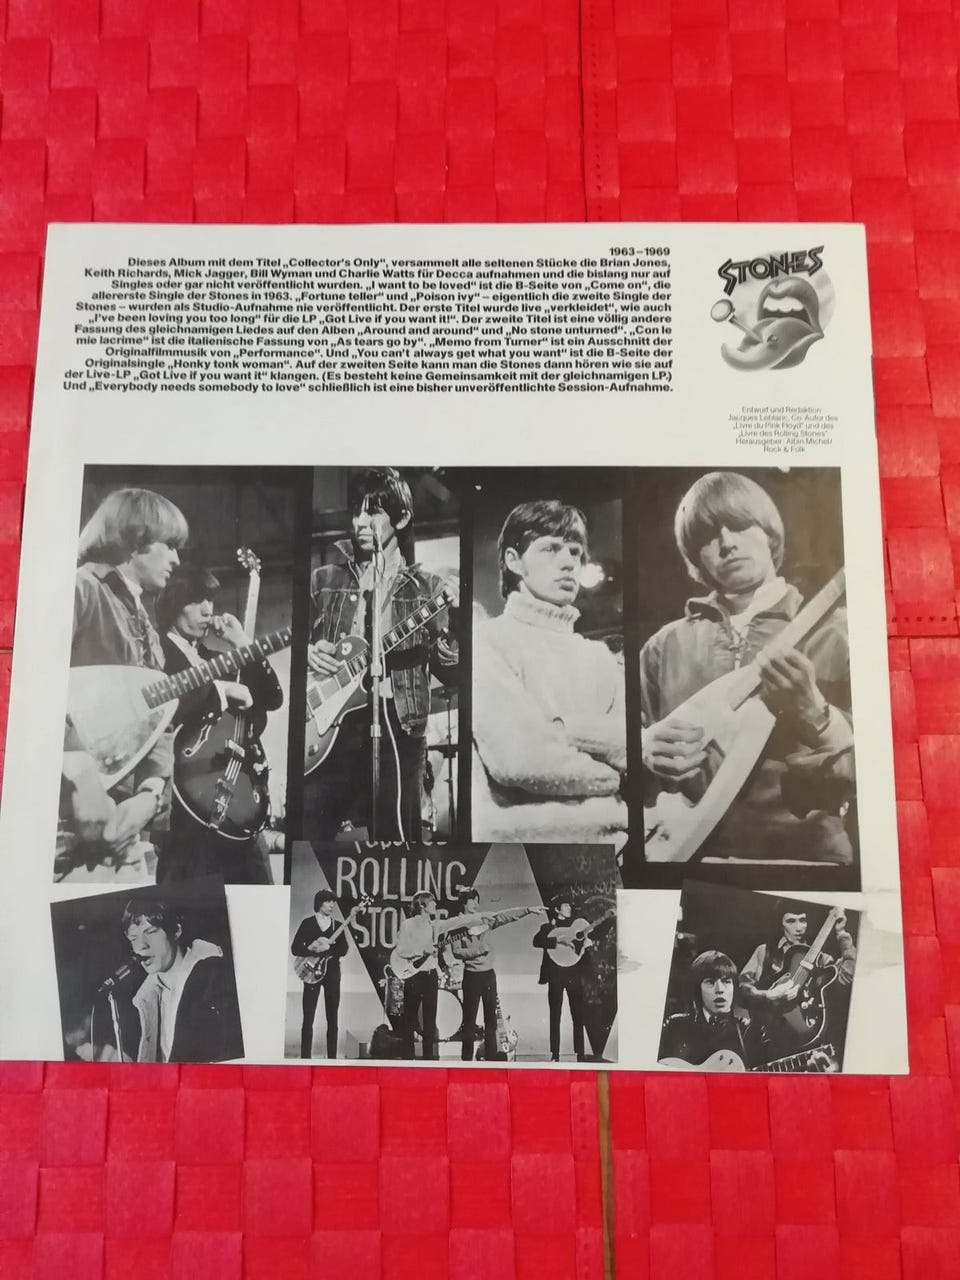 1963–1969
Dieses Album mit dem Titel „Collector's Only“, versammelt alle seltenen Stücke die Brian Jones,
Keith Richards, Mick Jagger, Bill Wyman und Charlie Watts für Decca aufnahmen und die bislang nur auf
Singles oder gar nicht veröffentlicht wurden. „I want to be loved“ ist die B-Seite von „Come on“, die
allererste Single der Stones in 1963. „Fortune teller“ und „Poison ivy“ – eigentlich die zweite Single der
Stones – wurden als Studio-Aufnahme nie veröffentlicht. Der erste Titel wurde live „verkleidet“, wie auch
„I've been loving you too long“ für die LP „Got Live if you want it!“. Der zweite Titel ist eine völlig andere
Fassung des gleichnamigen Liedes auf den Alben „Around and around“ und „No stone unturned“. „Con le
mie lacrime“ ist die italienische Fassung von „As tears go by“. „Memo from Turner“ ist ein Ausschnitt der
Originalfilmmusik von „Performance“. Und „You can't always get what you want“ ist die B-Seite der
Originalsingle „Honky tonk woman“. Auf der zweiten Seite kann man die Stones dann hören wie sie auf
der Live-LP „Got Live if you want it“ klangen. (Es besteht keine Gemeinsamkeit mit der gleichnamigen LP.)
Und „Everybody needs somebody to love“ schließlich ist eine bisher unveröffentlichte Session-Aufnahme.
STONES
Entwurf und Redaktion
Jacques Leblanc, Co-Autor des
„Livre du Pink Floyd“ und des
„Livre des Rolling Stones“.
Herausgeber: Albin Michel/
Rock & Folk
ROLLING
STONES